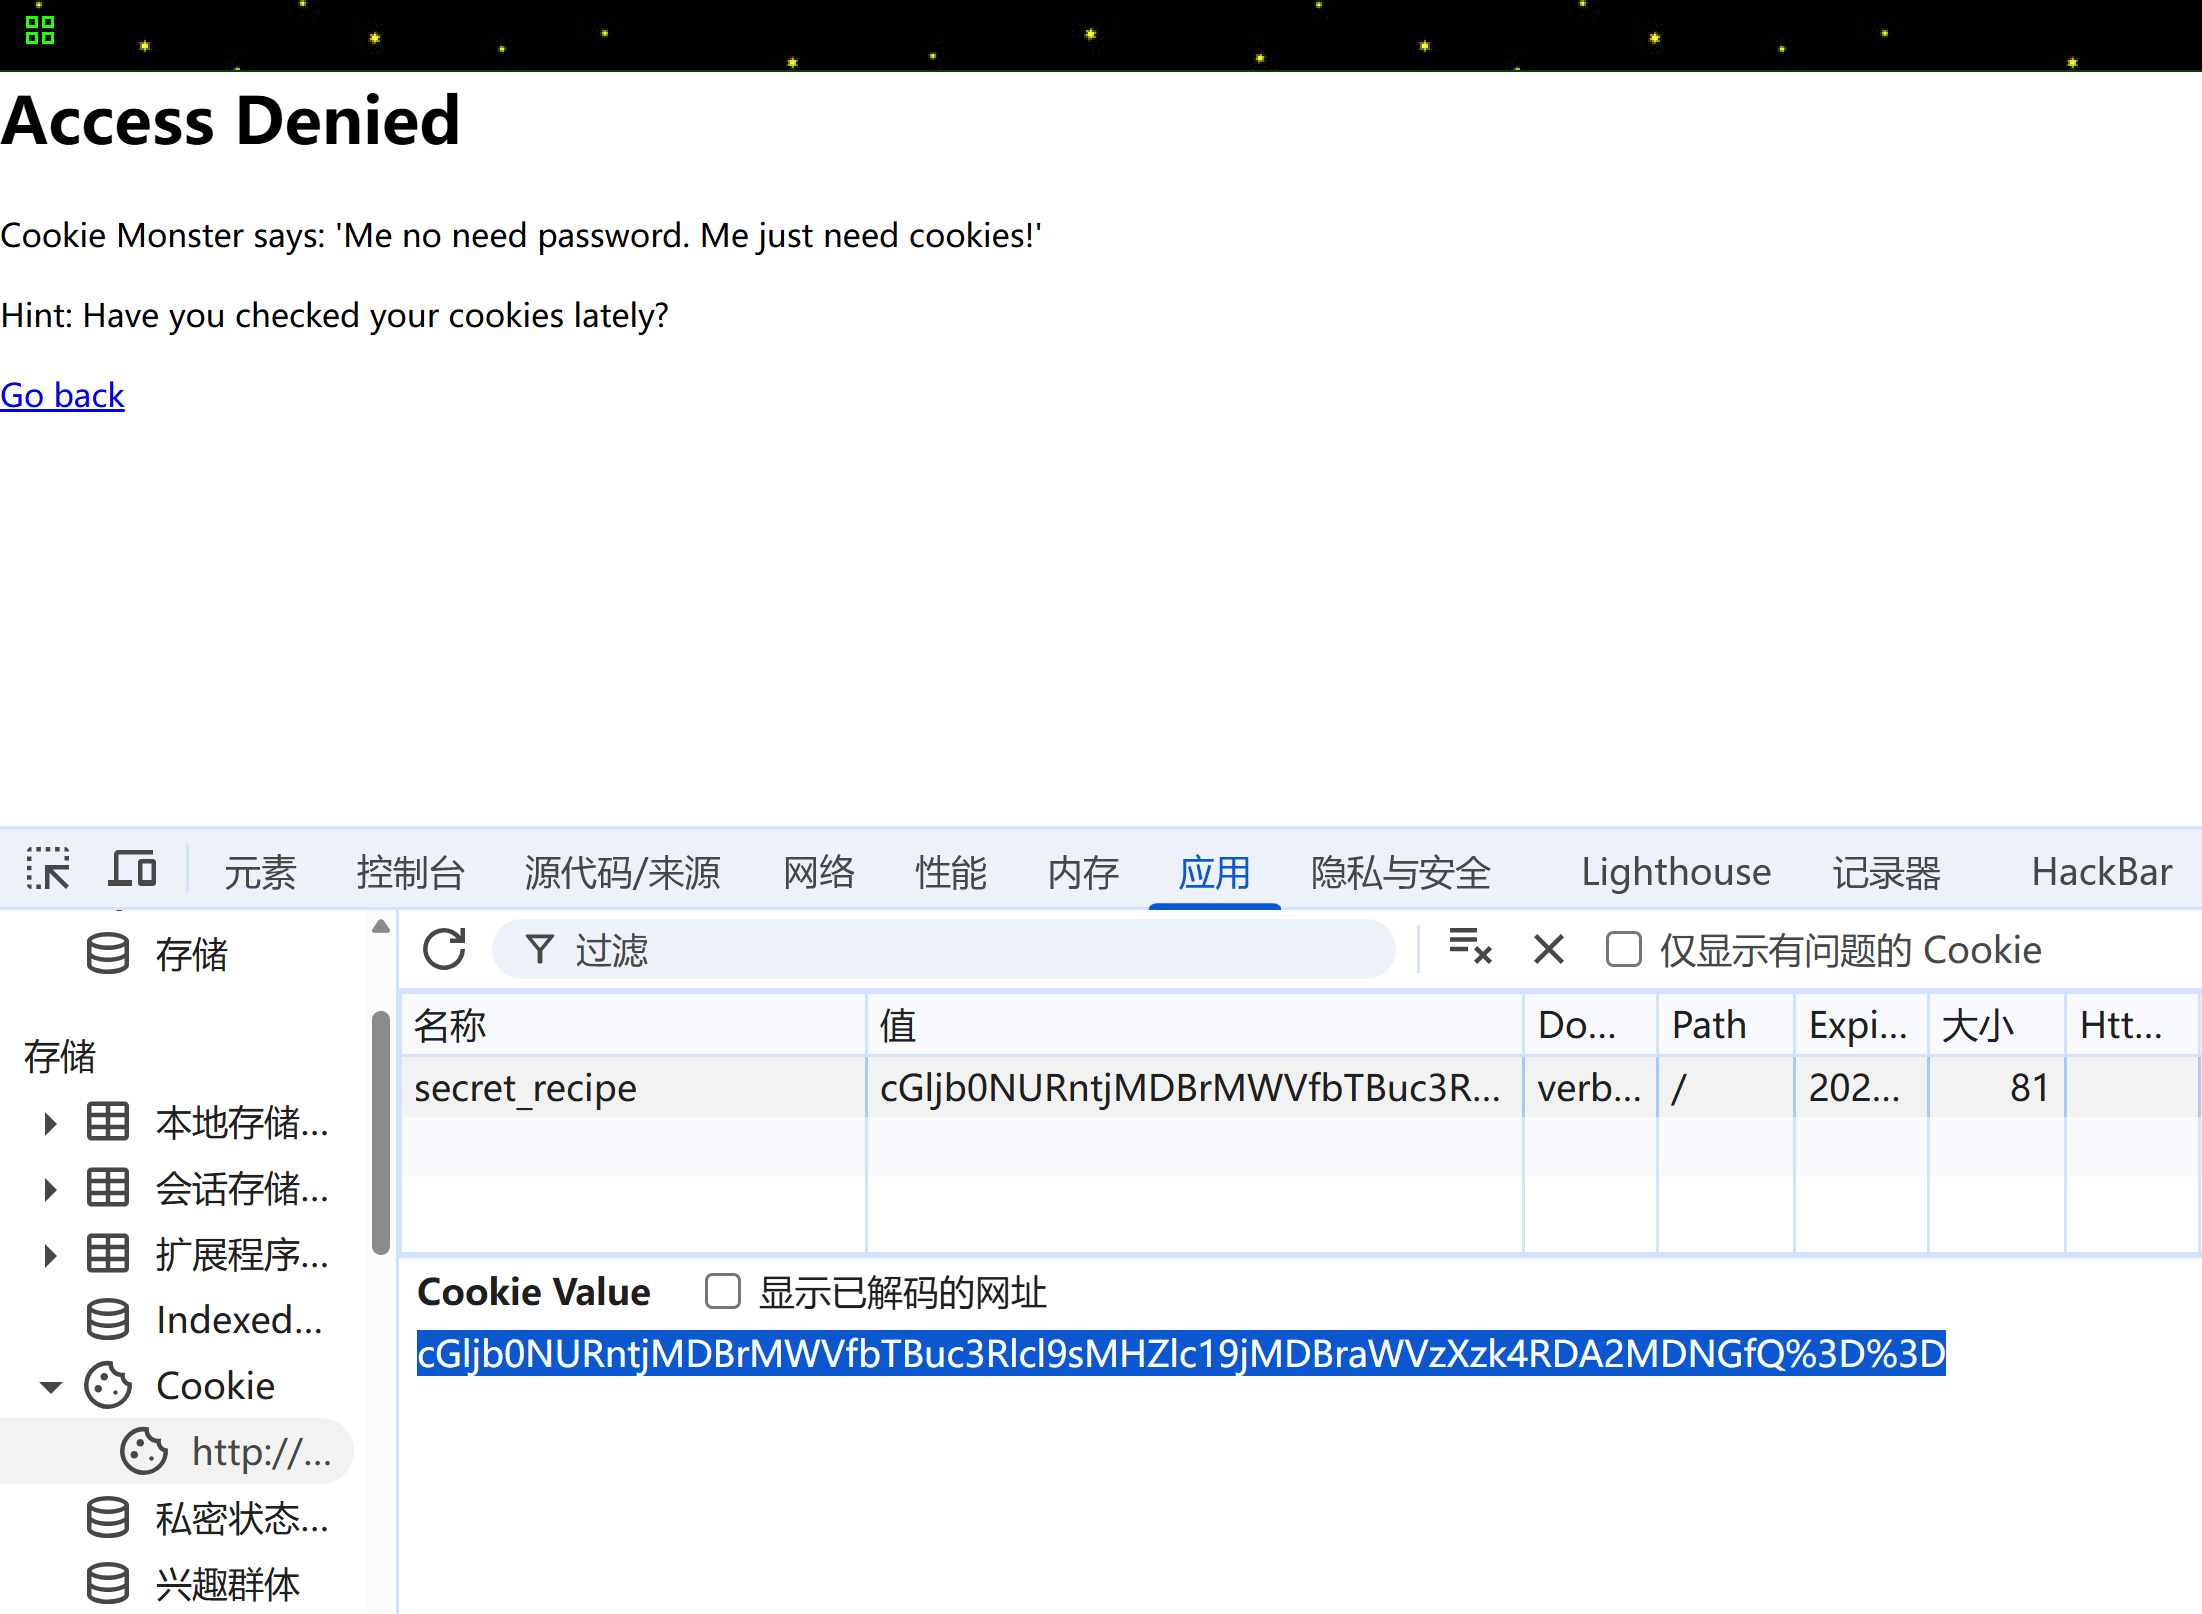 Access Denied
Cookie Monster says: 'Me no need password. Me just need cookies!'
Hint: Have you checked your cookies lately?
Go back
元素 控制台 源代码/来源 网络 性能 内存 应用 隐私与安全 Lighthouse 记录器 HackBar
存储
存储
本地存储...
会话存储...
扩展程序...
Indexed...
Cookie
http://...
私密状态...
兴趣群体
过滤 仅显示有问题的 Cookie
名称 值 Do... Path Expi... 大小 Htt...
secret_recipe cGljb0NURntjMDBrMWVfbTBuc3R... verb... / 202... 81
Cookie Value 显示已解码的网址
cGljb0NURntjMDBrMWVfbTBuc3Rlcl9sMHZlc19jMDBraWVzXzk4RDA2MDNGfQ%3D%3D